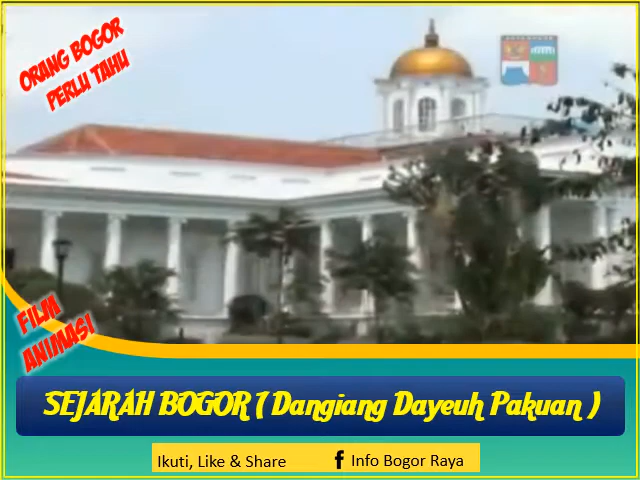 ORANG BOGOR
PERLU TAHU
FILM
ANIMASI
SEJARAH BOGOR ( Dangiang Dayeuh Pakuan )
Ikuti, Like & Share
f Info Bogor Raya